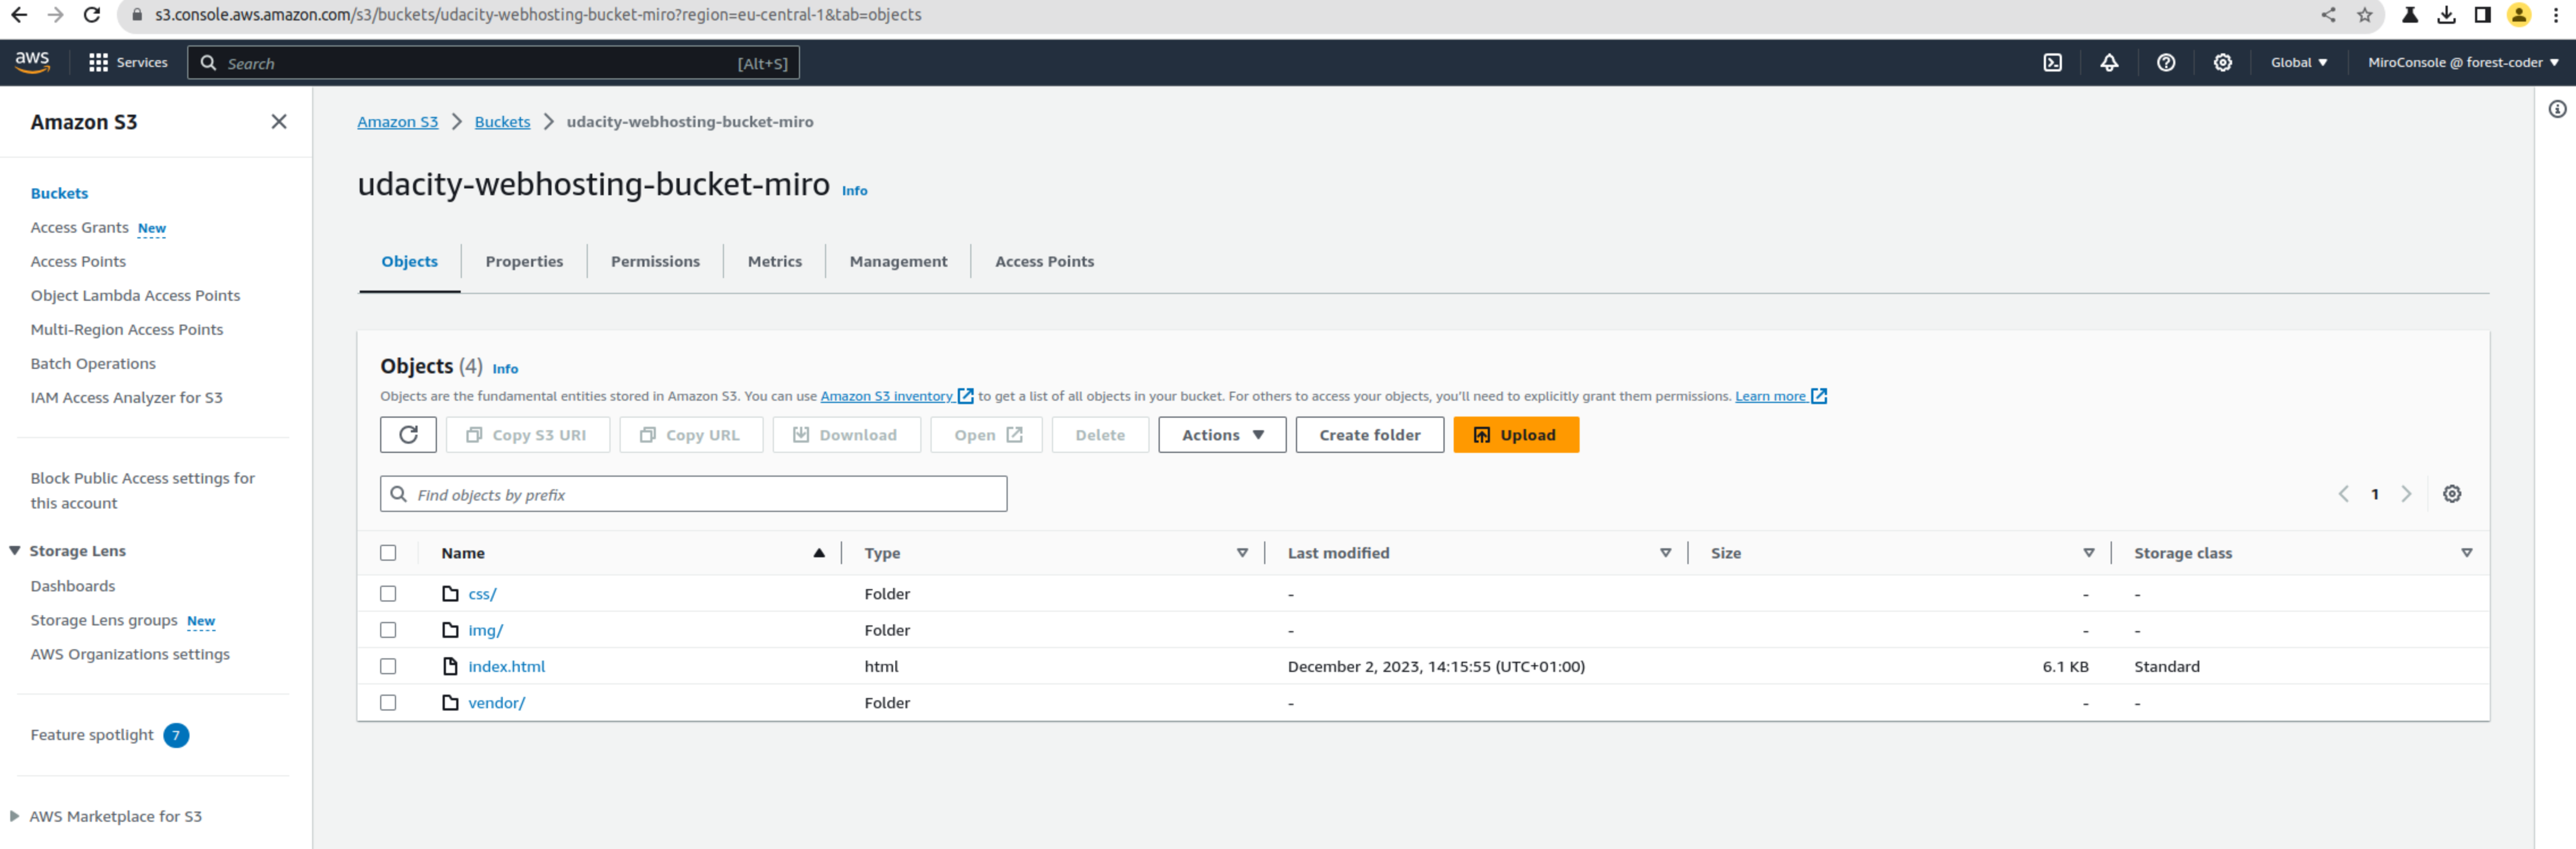 s3.console.aws.amazon.com/s3/buckets/udacity-webhosting-bucket-miro?region=eu-central-1&tab=objects
aws Services Search [Alt+S] Global MiroConsole @ forest-coder
Amazon S3
Buckets
Access Grants New
Access Points
Object Lambda Access Points
Multi-Region Access Points
Batch Operations
IAM Access Analyzer for S3
Block Public Access settings for
this account
Storage Lens
Dashboards
Storage Lens groups New
AWS Organizations settings
Feature spotlight 7
AWS Marketplace for S3
Amazon S3 > Buckets > udacity-webhosting-bucket-miro
udacity-webhosting-bucket-miro Info
Objects Properties Permissions Metrics Management Access Points
Objects (4) Info
Objects are the fundamental entities stored in Amazon S3. You can use Amazon S3 inventory to get a list of all objects in your bucket. For others to access your objects, you'll need to explicitly grant them permissions. Learn more
Copy S3 URI Copy URL Download Open Delete Actions Create folder Upload
Find objects by prefix 1
Name Type Last modified Size Storage class
css/ Folder - - -
img/ Folder - - -
index.html html December 2, 2023, 14:15:55 (UTC+01:00) 6.1 KB Standard
vendor/ Folder - - -